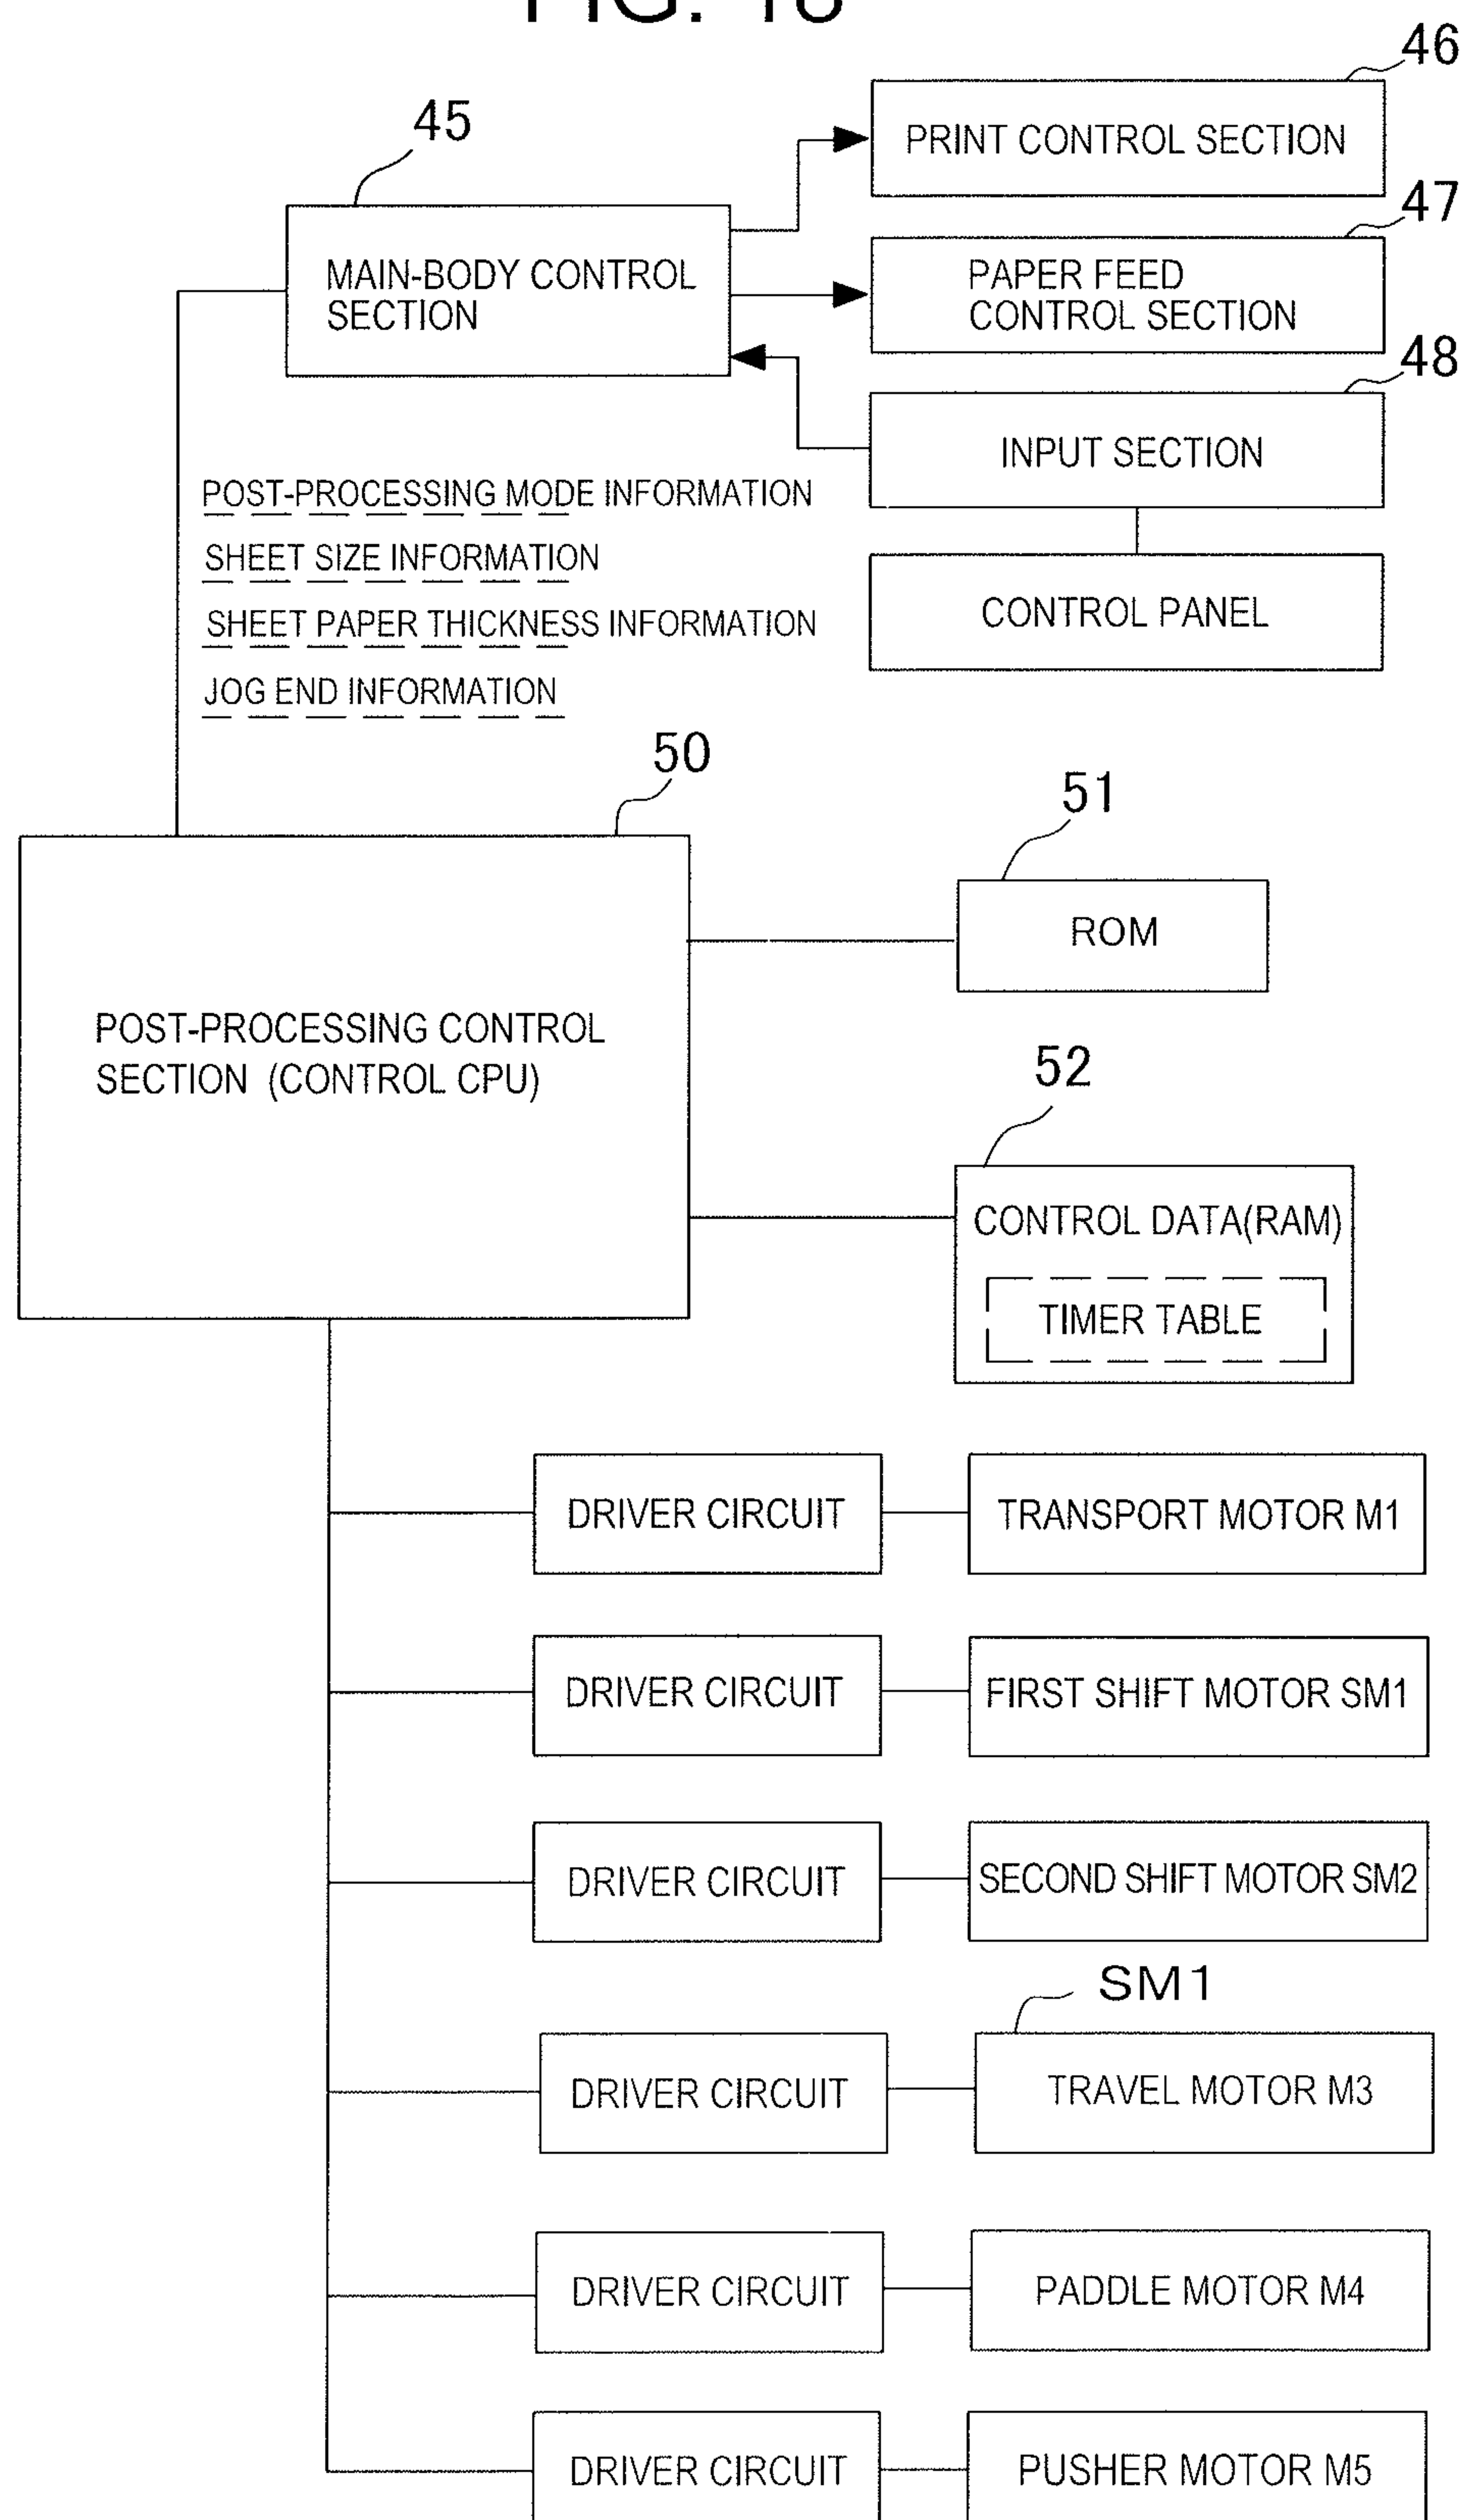 46
45
PRINT CONTROL SECTION
47
MAIN-BODY CONTROL
SECTION
PAPER FEED
CONTROL SECTION
48
INPUT SECTION
POST-PROCESSING MODE INFORMATION
SHEET SIZE INFORMATION
CONTROL PANEL
SHEET PAPER THICKNESS INFORMATION
JOG END INFORMATION
50
51
ROM
POST-PROCESSING CONTROL
SECTION (CONTROL CPU)
52
CONTROL DATA(RAM)
TIMER TABLE
DRIVER CIRCUIT
TRANSPORT MOTOR M1
DRIVER CIRCUIT
FIRST SHIFT MOTOR SM1
DRIVER CIRCUIT
SECOND SHIFT MOTOR SM2
SM1
DRIVER CIRCUIT
TRAVEL MOTOR M3
DRIVER CIRCUIT
PADDLE MOTOR M4
DRIVER CIRCUIT
PUSHER MOTOR M5